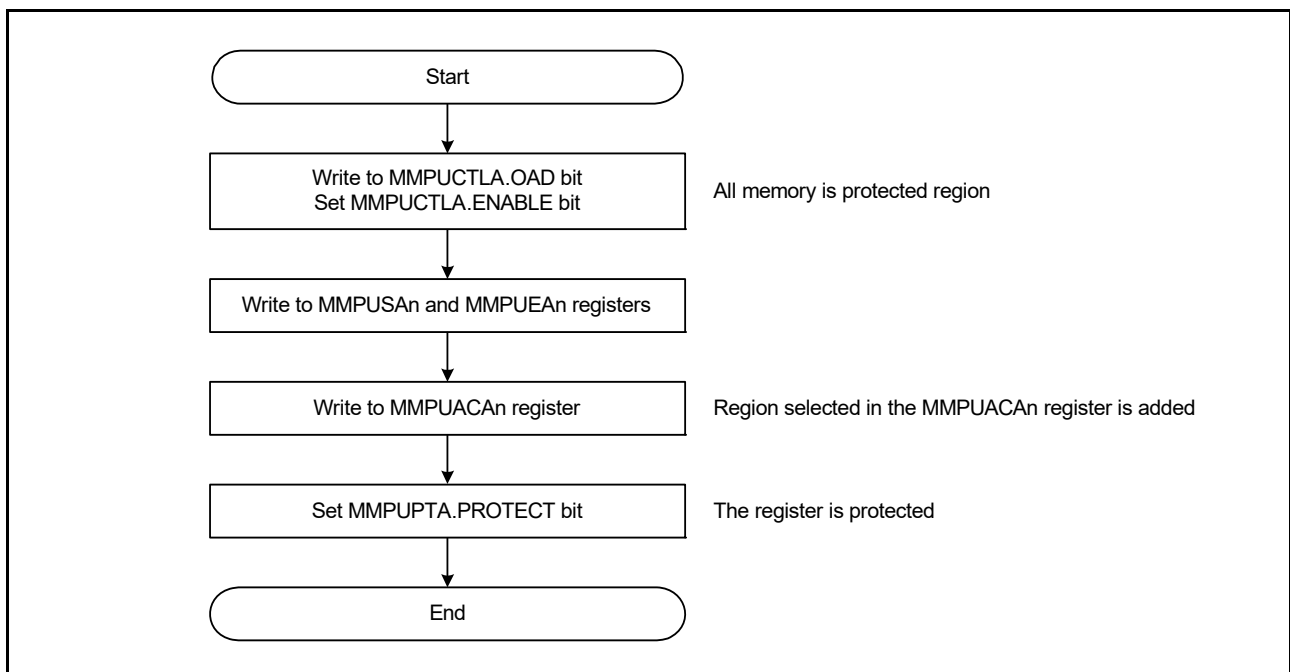 Start
Write to MMPUCTLA.OAD bit
Set MMPUCTLA.ENABLE bit
All memory is protected region
Write to MMPUSAn and MMPUEAn registers
Write to MMPUACAn register
Region selected in the MMPUACAn register is added
Set MMPUPTA.PROTECT bit
The register is protected
End